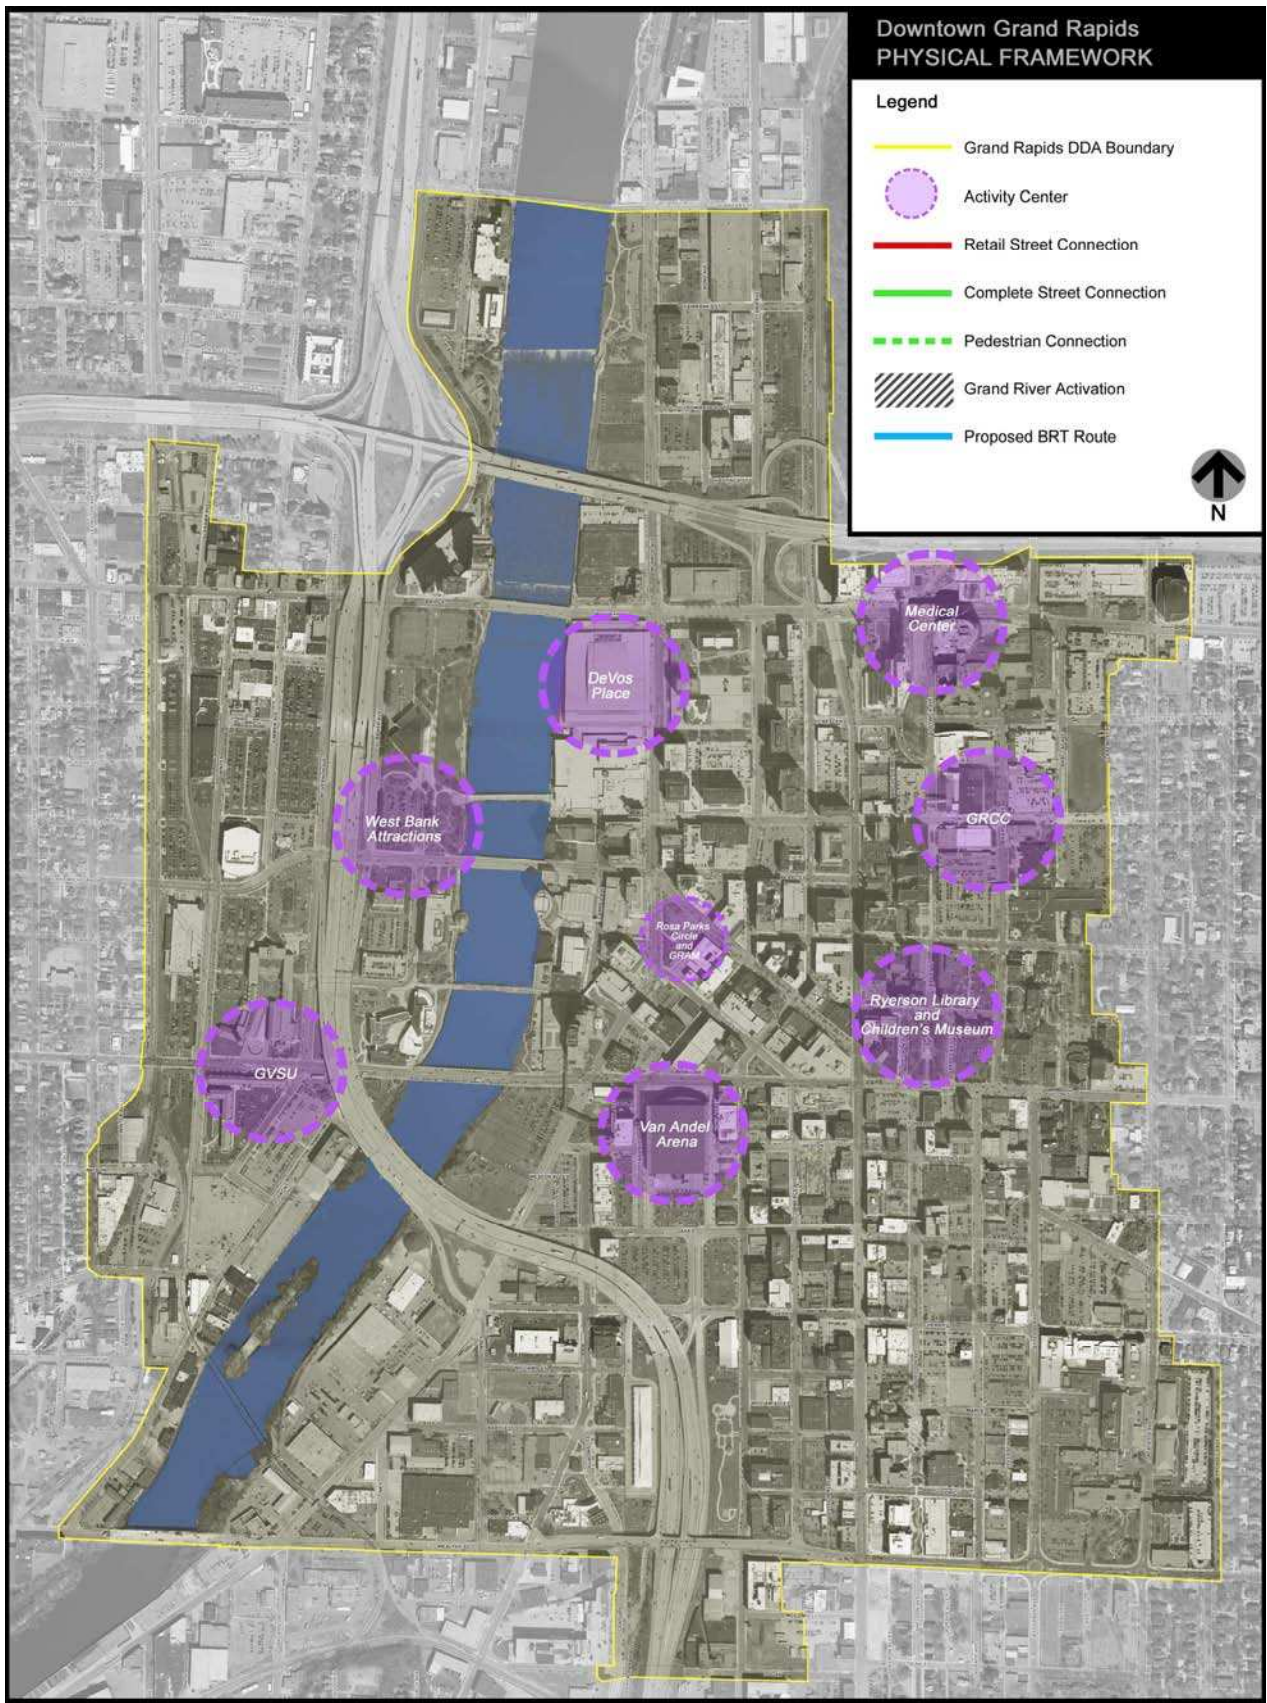 Downtown Grand Rapids
PHYSICAL FRAMEWORK
Legend
Grand Rapids DDA Boundary
Activity Center
Retail Street Connection
Complete Street Connection
Pedestrian Connection
Grand River Activation
Proposed BRT Route
N
Medical
Center
DeVos
Place
West Bank
Attractions
GRCC
Rosa Parks
Circle
and
GRAM
Ryerson Library
and
Children's Museum
GVSU
Van Andel
Arena